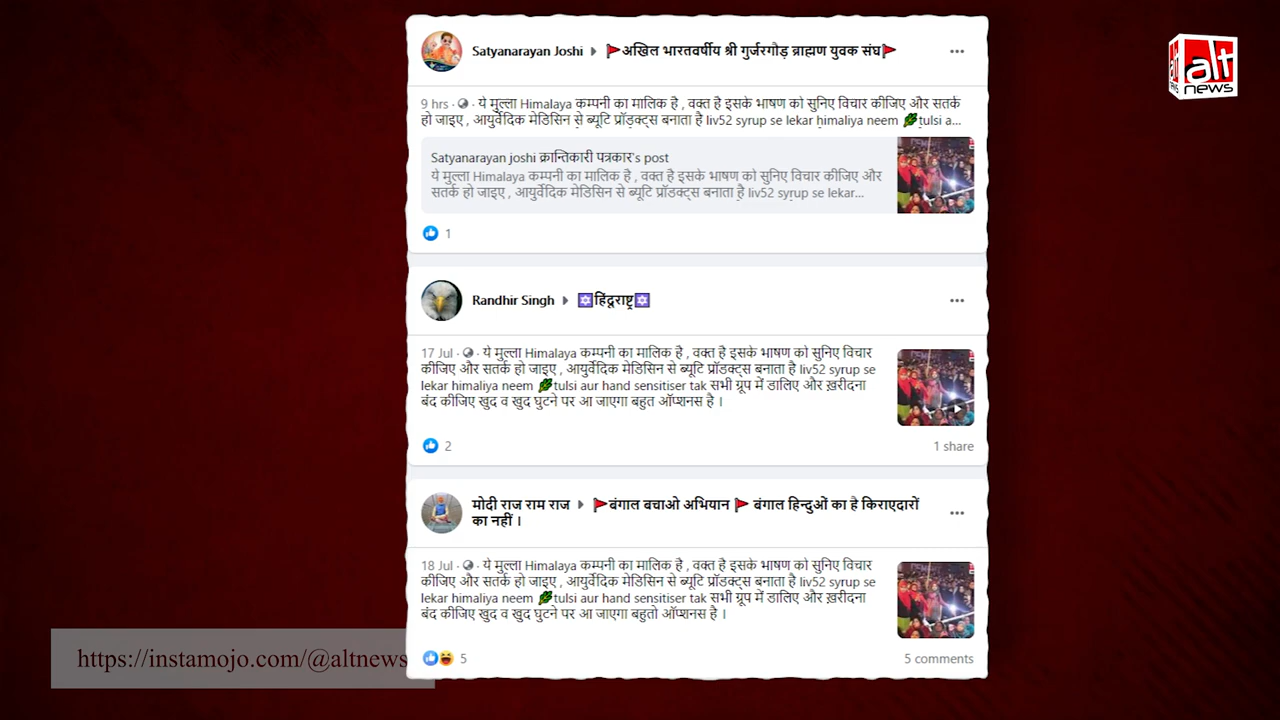 Satyanarayan Joshi ▶ 🚩अखिल भारतवर्षीय श्री गुर्जरगौड़ ब्राह्मण युवक संघ🚩
9 hrs · ये मुल्ला Himalaya कम्पनी का मालिक है , वक्त है इसके भाषण को सुनिए विचार कीजिए और सतर्क
हो जाइए , आयुर्वेदिक मेडिसिन से ब्यूटि प्रॉडक्ट्स बनाता है liv52 syrup se lekar himaliya neem 🌿tulsi a...
Satyanarayan joshi क्रान्तिकारी पत्रकार's post
ये मुल्ला Himalaya कम्पनी का मालिक है , वक्त है इसके भाषण को सुनिए विचार कीजिए और
सतर्क हो जाइए , आयुर्वेदिक मेडिसिन से ब्यूटि प्रॉडक्ट्स बनाता है liv52 syrup se lekar...
1
Randhir Singh ▶ 🔯हिंदूराष्ट्र🔯
17 Jul · ये मुल्ला Himalaya कम्पनी का मालिक है , वक्त है इसके भाषण को सुनिए विचार
कीजिए और सतर्क हो जाइए , आयुर्वेदिक मेडिसिन से ब्यूटि प्रॉडक्ट्स बनाता है liv52 syrup se
lekar himaliya neem 🌿tulsi aur hand sensitiser tak सभी ग्रूप में डालिए और ख़रीदना
बंद कीजिए खुद व खुद घुटने पर आ जाएगा बहुत ऑप्शनस है ।
2
1 share
मोदी राज राम राज ▶ 🚩बंगाल बचाओ अभियान 🚩 बंगाल हिन्दुओं का है किराएदारों
का नहीं ।
18 Jul · ये मुल्ला Himalaya कम्पनी का मालिक है , वक्त है इसके भाषण को सुनिए विचार
कीजिए और सतर्क हो जाइए , आयुर्वेदिक मेडिसिन से ब्यूटि प्रॉडक्ट्स बनाता है liv52 syrup se
lekar himaliya neem 🌿tulsi aur hand sensitiser tak सभी ग्रूप में डालिए और ख़रीदना
बंद कीजिए खुद व खुद घुटने पर आ जाएगा बहुतो ऑप्शनस है ।
5
5 comments
alt
news
https://instamojo.com/@altnews